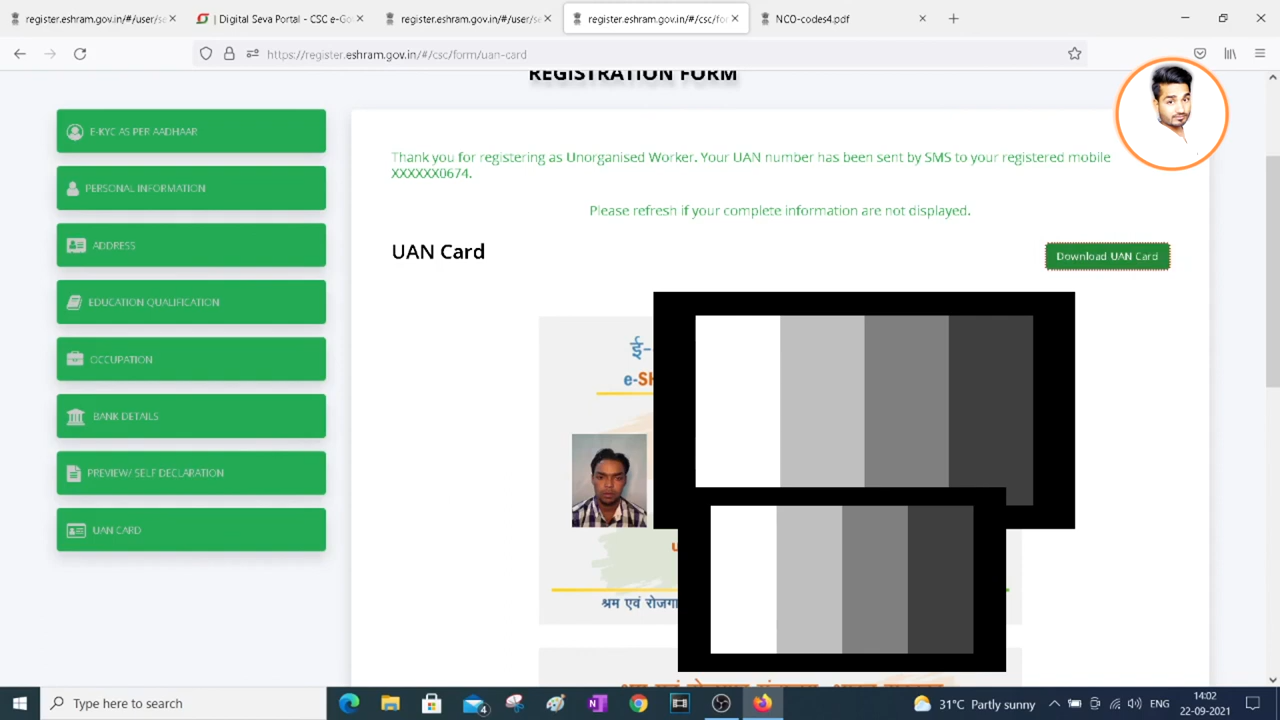 register.eshram.gov.in/#/user/se
| Digital Seva Portal - CSC e-Go
register.eshram.gov.in/#/user/se
register.eshram.gov.in/#/csc/for
NCO-codes4.pdf
https://register.eshram.gov.in/#/csc/form/uan-card
REGISTRATION FORM
E-KYC AS PER AADHAAR
PERSONAL INFORMATION
ADDRESS
EDUCATION QUALIFICATION
OCCUPATION
BANK DETAILS
PREVIEW/ SELF DECLARATION
UAN CARD
Thank you for registering as Unorganised Worker. Your UAN number has been sent by SMS to your registered mobile
XXXXXX0674.
Please refresh if your complete information are not displayed.
UAN Card
Download UAN Card
ई-
e-SH
श्रम एवं रोजगा
Type here to search
4
31°C Partly sunny
ENG
14:02
22-09-2021